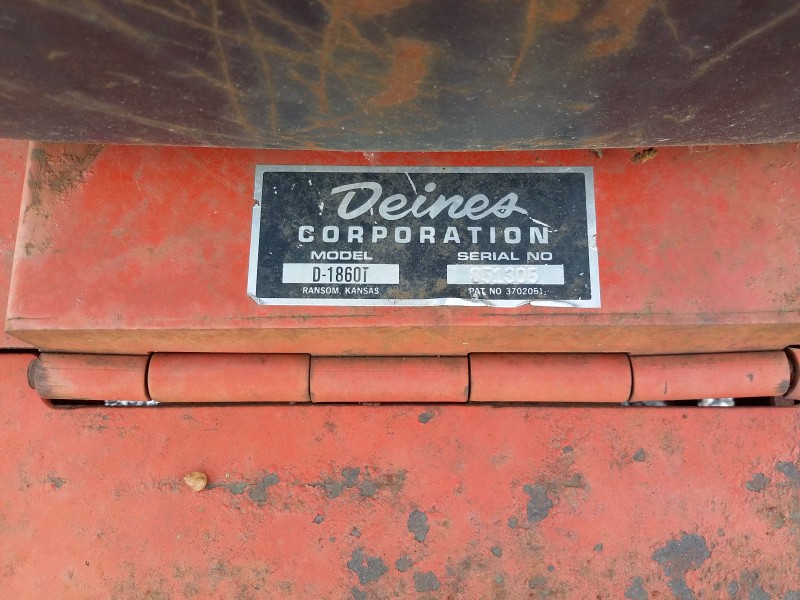 Deines
CORPORATION
MODEL SERIAL NO
D-1860T
RANSOM, KANSAS PAT NO 3702051